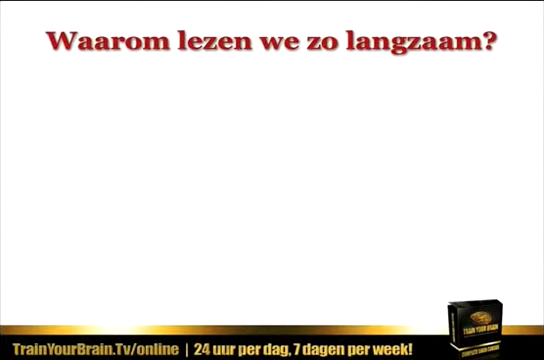 Waarom lezen we zo langzaam?
TRAIN YOUR BRAIN
TrainYourBrain.Tv/online | 24 uur per dag, 7 dagen per week!